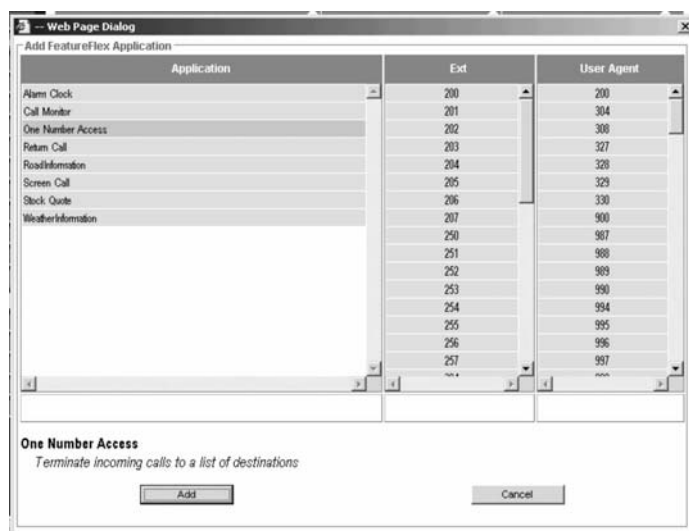 -- Web Page Dialog
Add FeatureFlex Application
Application Ext User Agent
Alarm Clock 200 200
Call Monitor 201 304
One Number Access 202 308
Return Call 203 327
RoadInformation 204 328
Screen Call 205 329
Stock Quote 206 330
WeatherInformation 207 900
250 987
251 988
252 989
253 990
254 994
255 995
256 996
257 997
One Number Access
Terminate incoming calls to a list of destinations
Add Cancel